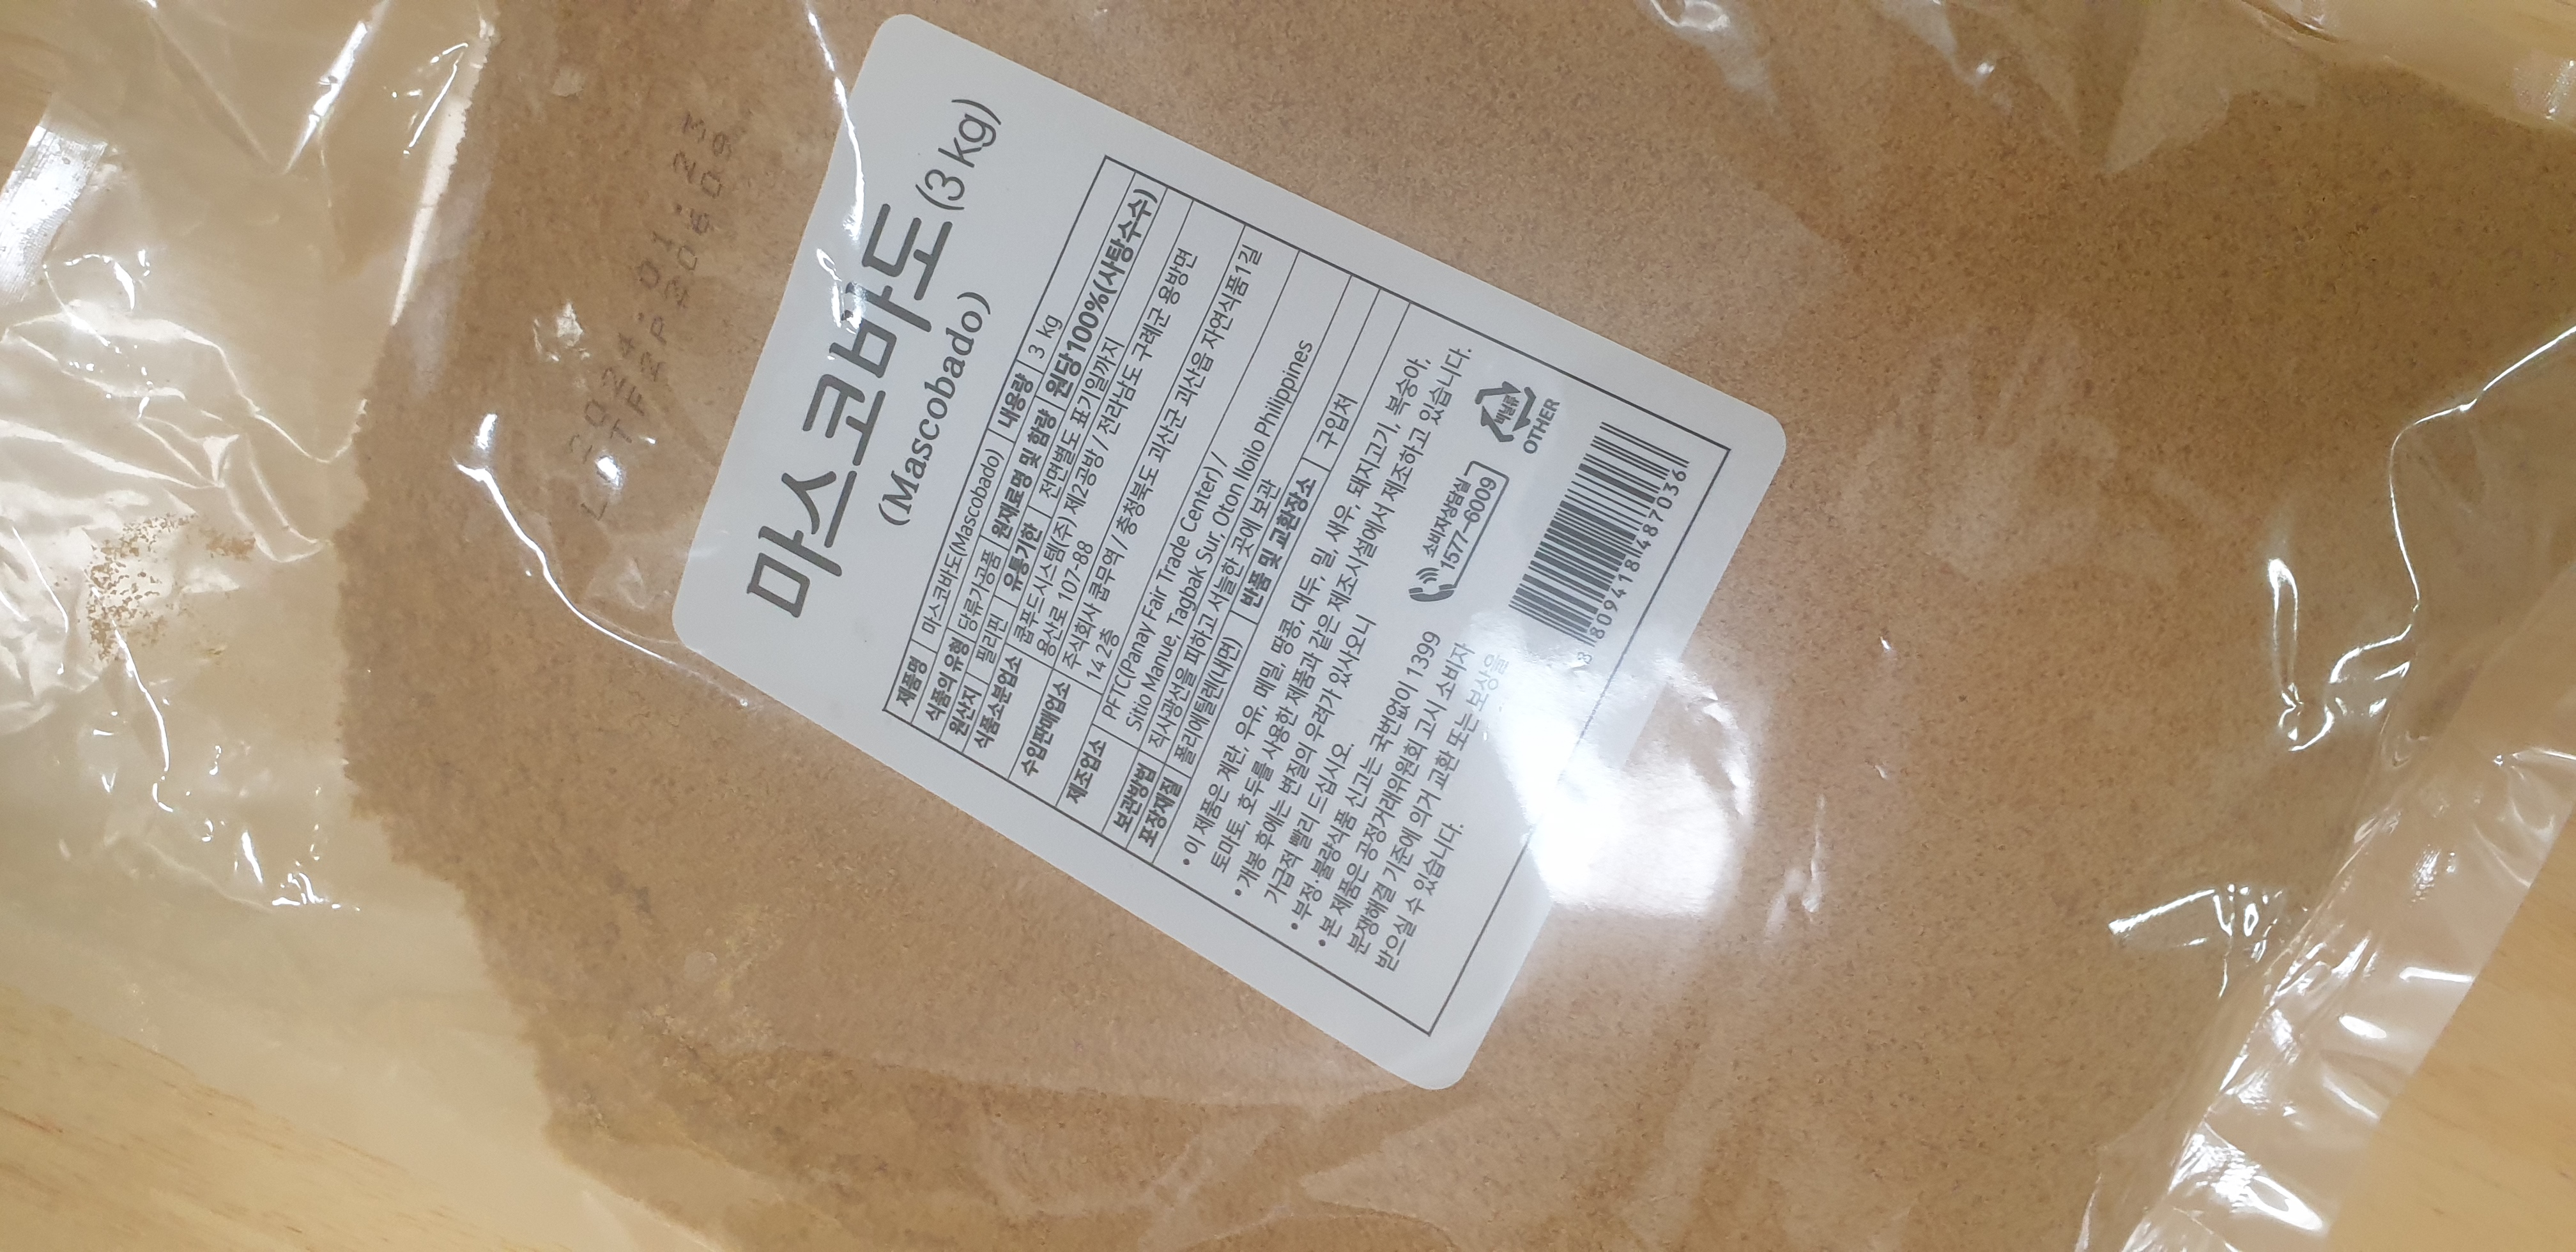 2024.01.23
마스코바도(3 kg)
(Mascobado)
제품명 마스코바도(Mascobado) 내용량 3 kg
식품의 유형 당류가공품 원재료명 및 함량 원당100%(사탕수수)
원산지 필리핀 유통기한 전면별도 표기일까지
식품소분업소 쿱푸드시스템(주) 제2공방 / 전라남도 구례군 용방면
용산로 107-88
수입판매업소 주식회사 쿱무역 / 충청북도 괴산군 괴산읍 자연식품1길
14 2층
제조업소 PFTC(Panay Fair Trade Center) /
Sitio Manue, Tagbak Sur, Oton Iloilo Philippines
보관방법 직사광선을 피하고 서늘한 곳에 보관
포장재질 폴리에틸렌(내면) 반품 및 교환장소 구입처
• 이 제품은 계란, 우유, 메밀, 땅콩, 대두, 밀, 새우, 돼지고기, 복숭아,
토마토, 호두를 사용한 제품과 같은 제조시설에서 제조하고 있습니다.
• 개봉 후에는 변질의 우려가 있사오니
가급적 빨리 드십시오.
• 부정·불량식품 신고는 국번없이 1399
• 본 제품은 공정거래위원회 고시 소비자
분쟁해결 기준에 의거 교환 또는 보상을
받으실 수 있습니다.
소비자상담실
1577-6009
비닐류
OTHER
8 809418 487036